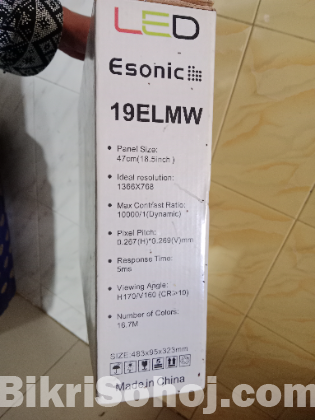 LED
Esonic
19ELMW
• Panel Size:
47cm(18.5inch)
• Ideal resolution:
1366X768
• Max Contrast Ratio:
10000/1(Dynamic)
• Pixel Pitch:
0.267(H)*0.269(V)mm
• Response Time:
5ms
• Viewing Angle:
H170/V160 (CR>10)
• Number of Colors:
16.7M
SIZE:483x95x323mm
Made in China
BikriSohoj.com